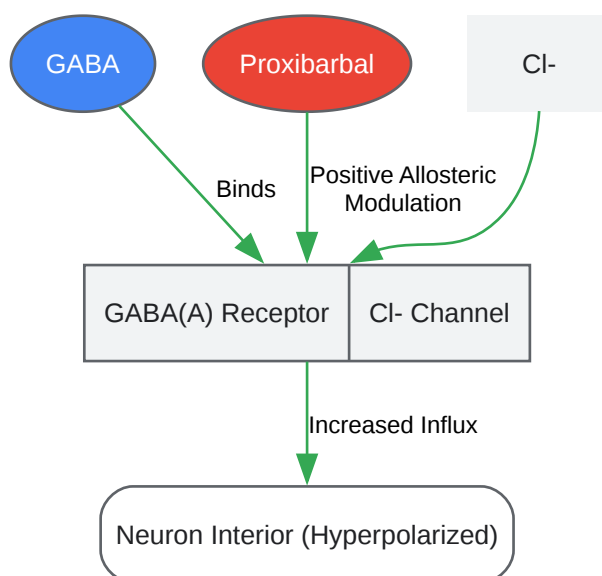 GABA
Proxibarbal
Cl-
Binds
Positive Allosteric
Modulation
GABA(A) Receptor
Cl- Channel
Increased Influx
Neuron Interior (Hyperpolarized)